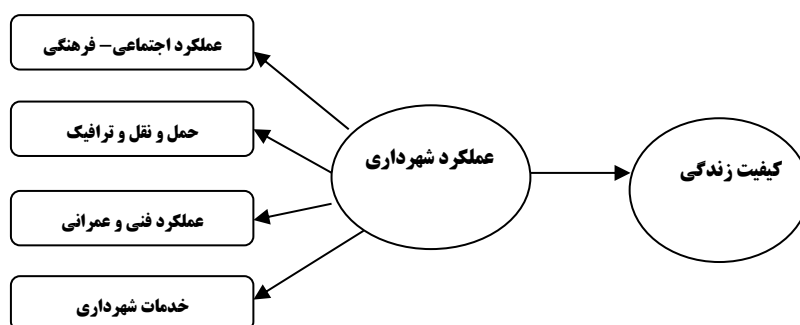 عملکرد اجتماعی- فرهنگی
حمل و نقل و ترافیک
عملکرد فنی و عمرانی
خدمات شهرداری
عملکرد شهرداری
کیفیت زندگی